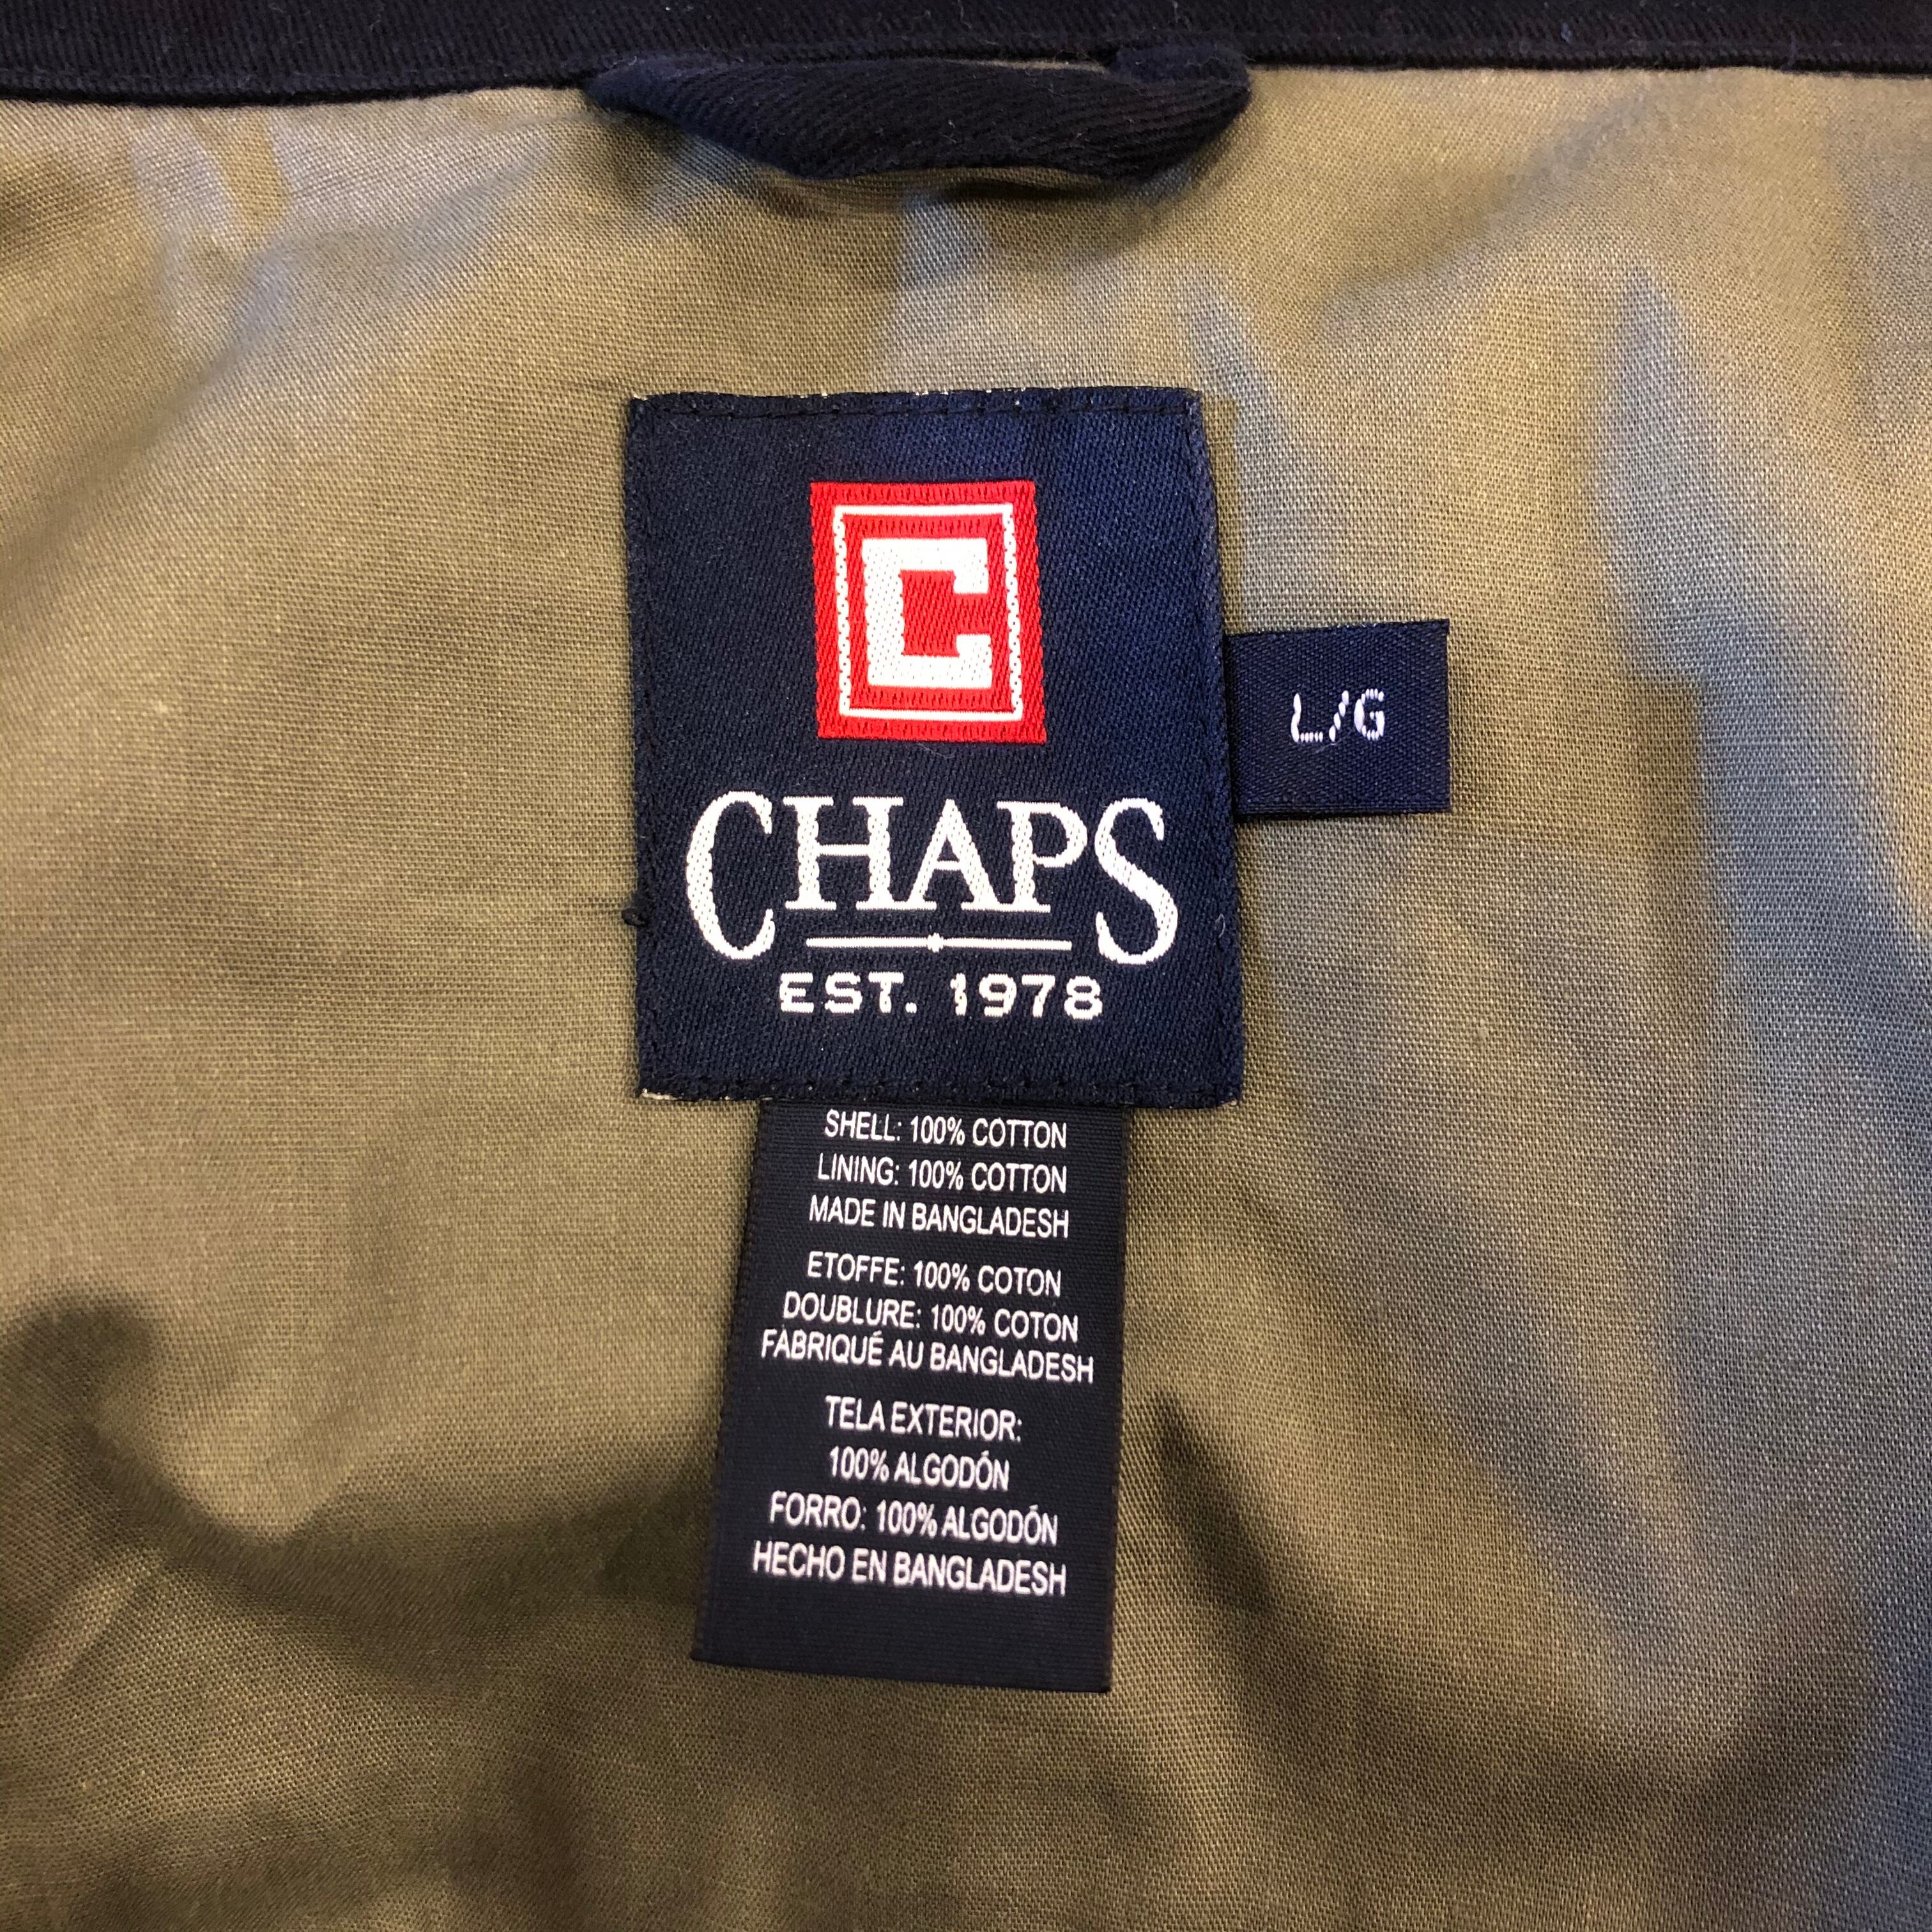 C
CHAPS
EST. 1978
L/G
SHELL: 100% COTTON
LINING: 100% COTTON
MADE IN BANGLADESH
ETOFFE: 100% COTON
DOUBLURE: 100% COTON
FABRIQUÉ AU BANGLADESH
TELA EXTERIOR:
100% ALGODÓN
FORRO: 100% ALGODÓN
HECHO EN BANGLADESH